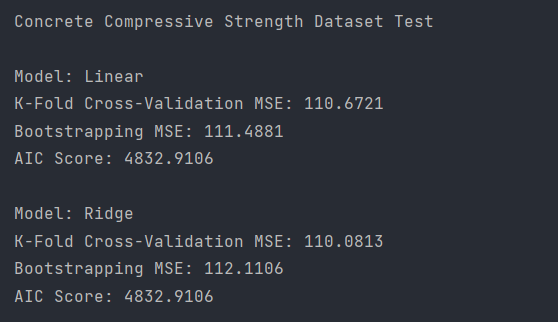 Concrete Compressive Strength Dataset Test
Model: Linear
K-Fold Cross-Validation MSE: 110.6721
Bootstrapping MSE: 111.4881
AIC Score: 4832.9106
Model: Ridge
K-Fold Cross-Validation MSE: 110.0813
Bootstrapping MSE: 112.1106
AIC Score: 4832.9106